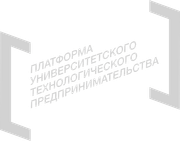 ПЛАТФОРМА
УНИВЕРСИТЕТСКОГО
ТЕХНОЛОГИЧЕСКОГО
ПРЕДПРИНИМАТЕЛЬСТВА